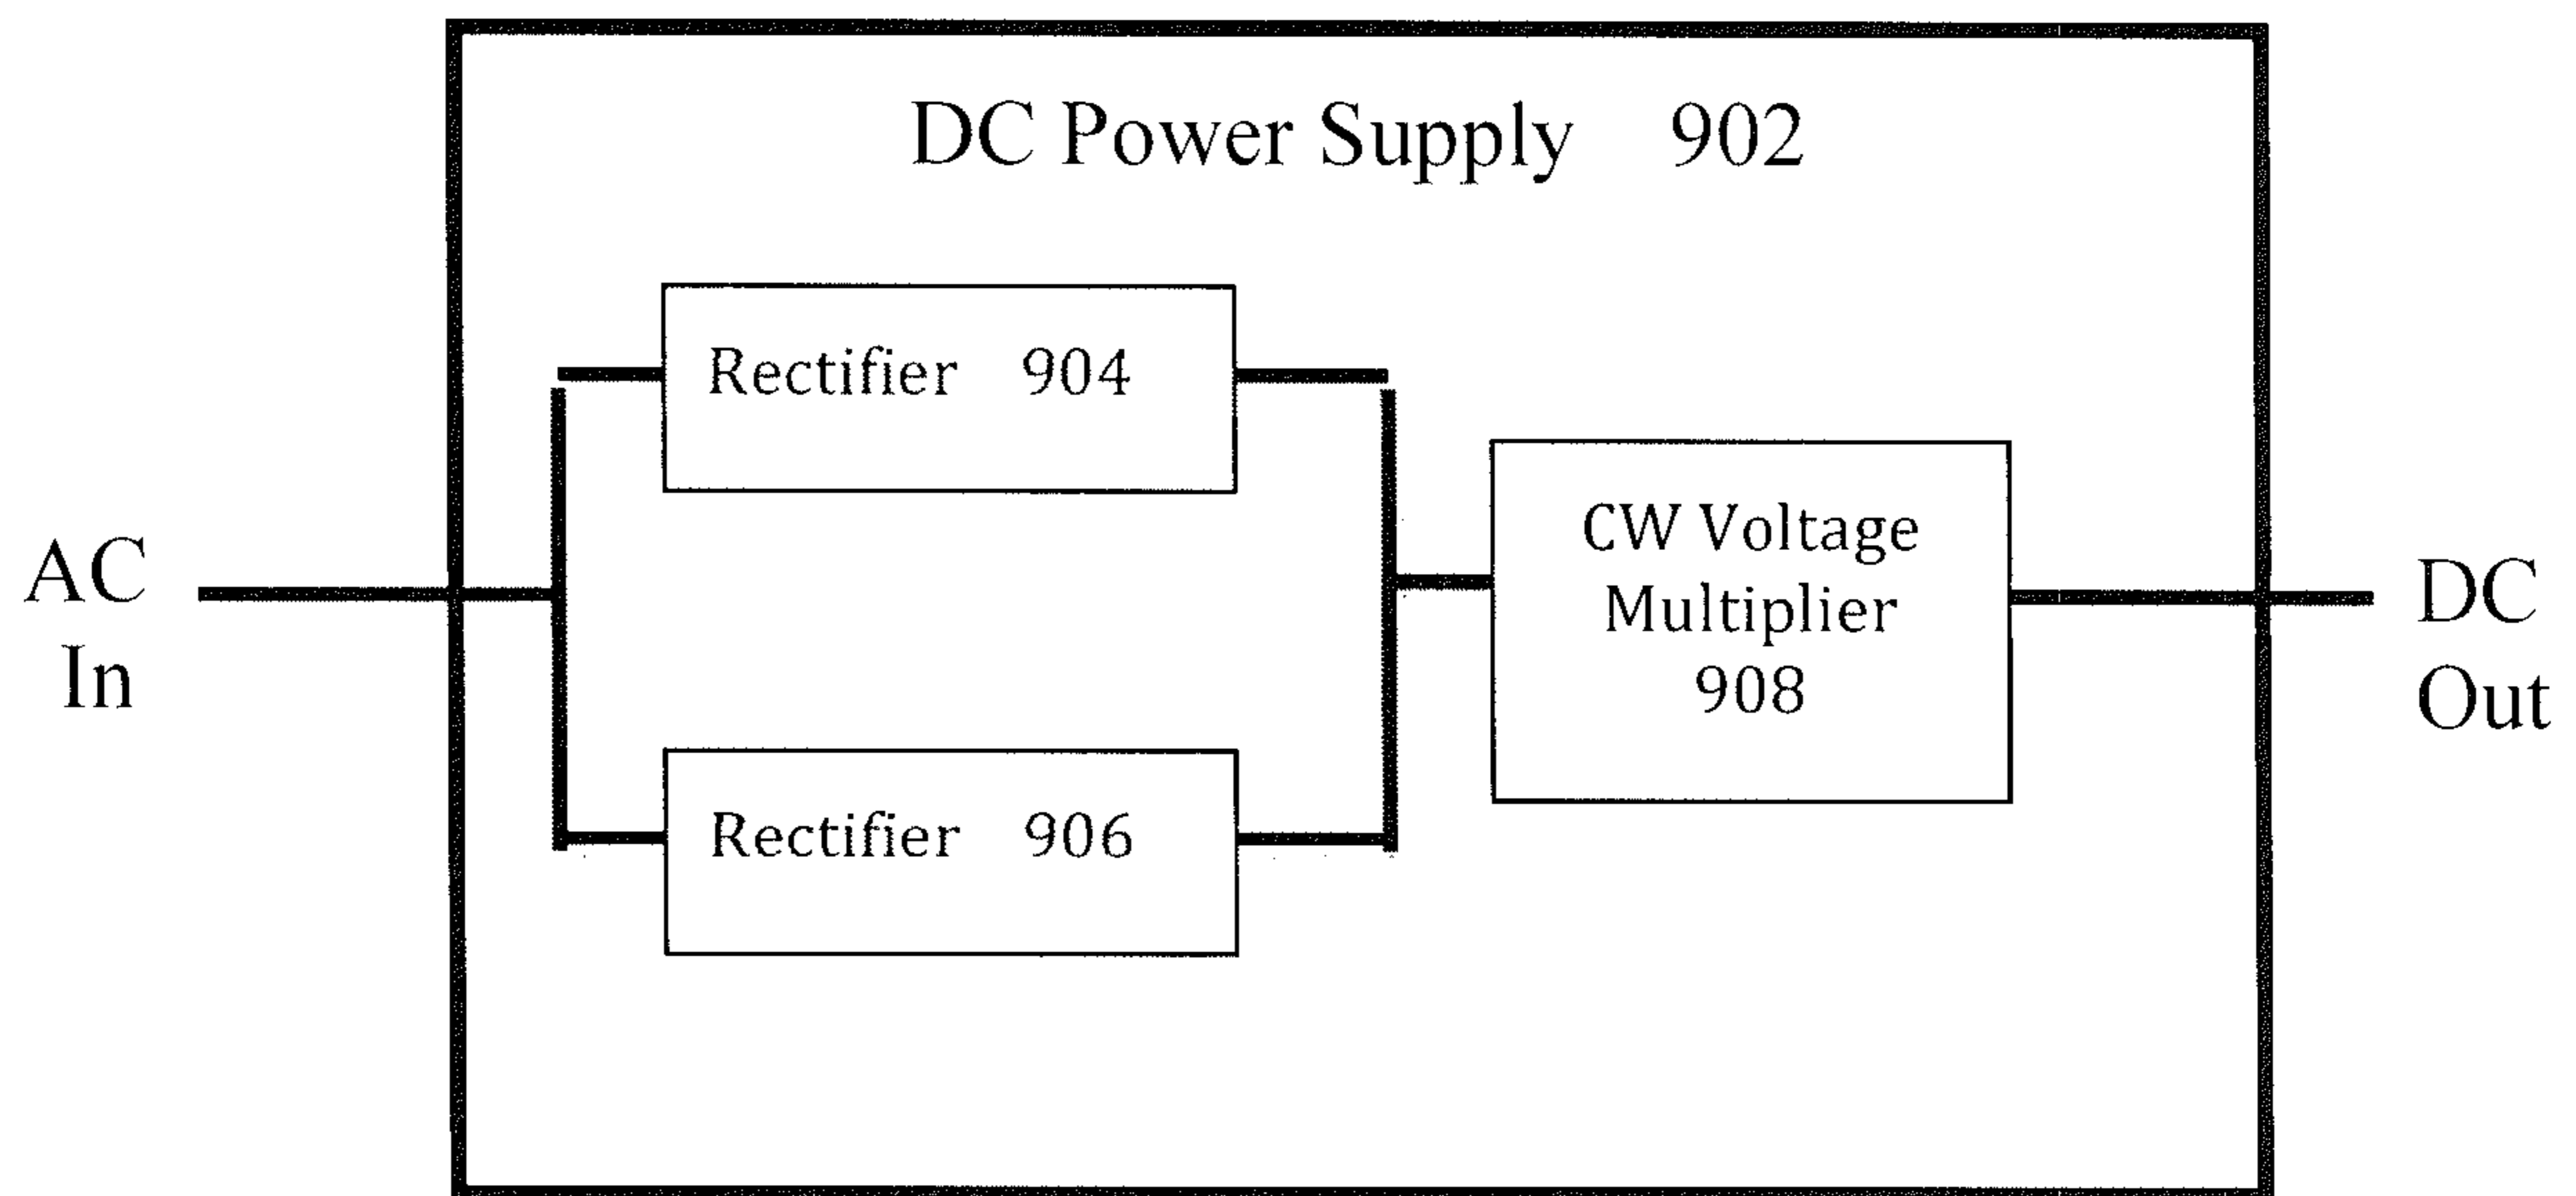 DC Power Supply 902
Rectifier 904
AC
In
CW Voltage
Multiplier
908
DC
Out
Rectifier 906